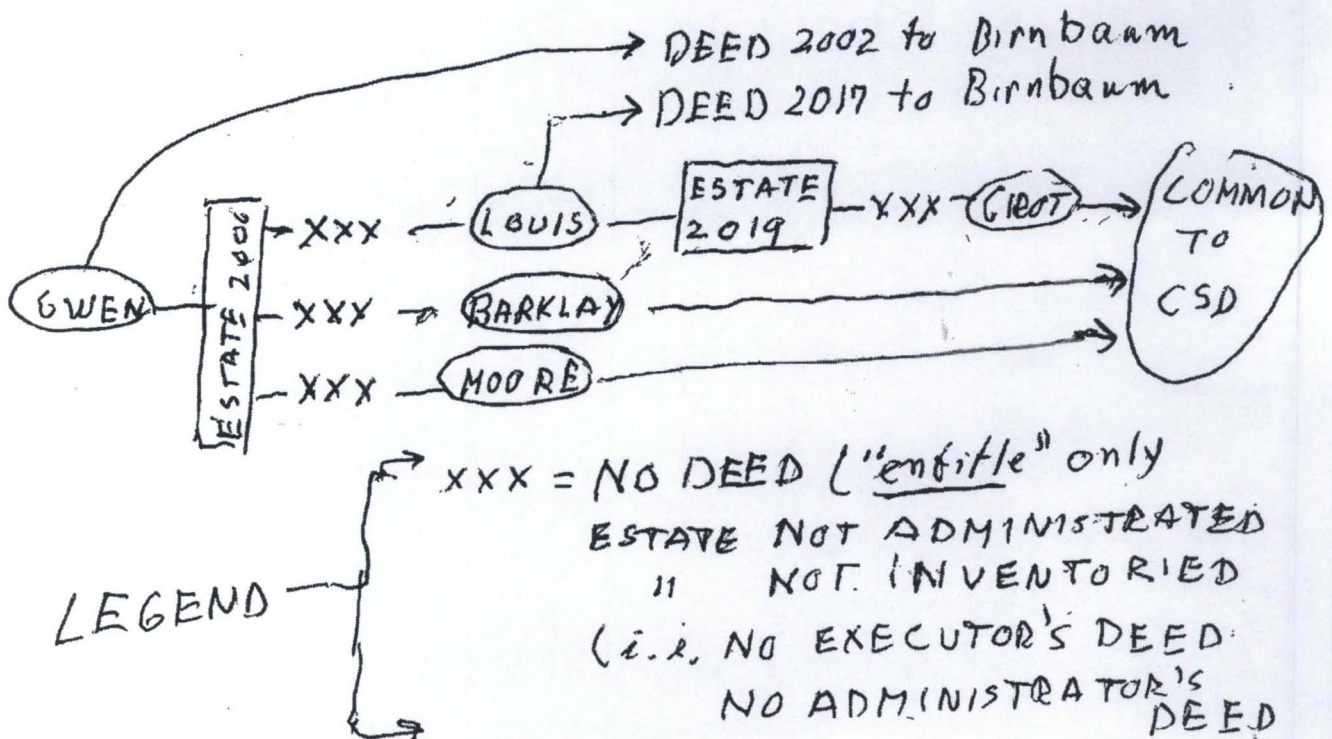 DEED 2002 to Birnbaum
DEED 2017 to Birnbaum
GWEN
ESTATE 2006
XXX
LOUIS
ESTATE
2019
XXX
XXX
BARKLAY
XXX
MOORE
COMMON
TO
CSD
LEGEND
XXX = NO DEED ("entitle" only
ESTATE NOT ADMINISTRATED
" NOT INVENTORIED
(i.e. NO EXECUTOR'S DEED
NO ADMINISTRATOR'S
DEED